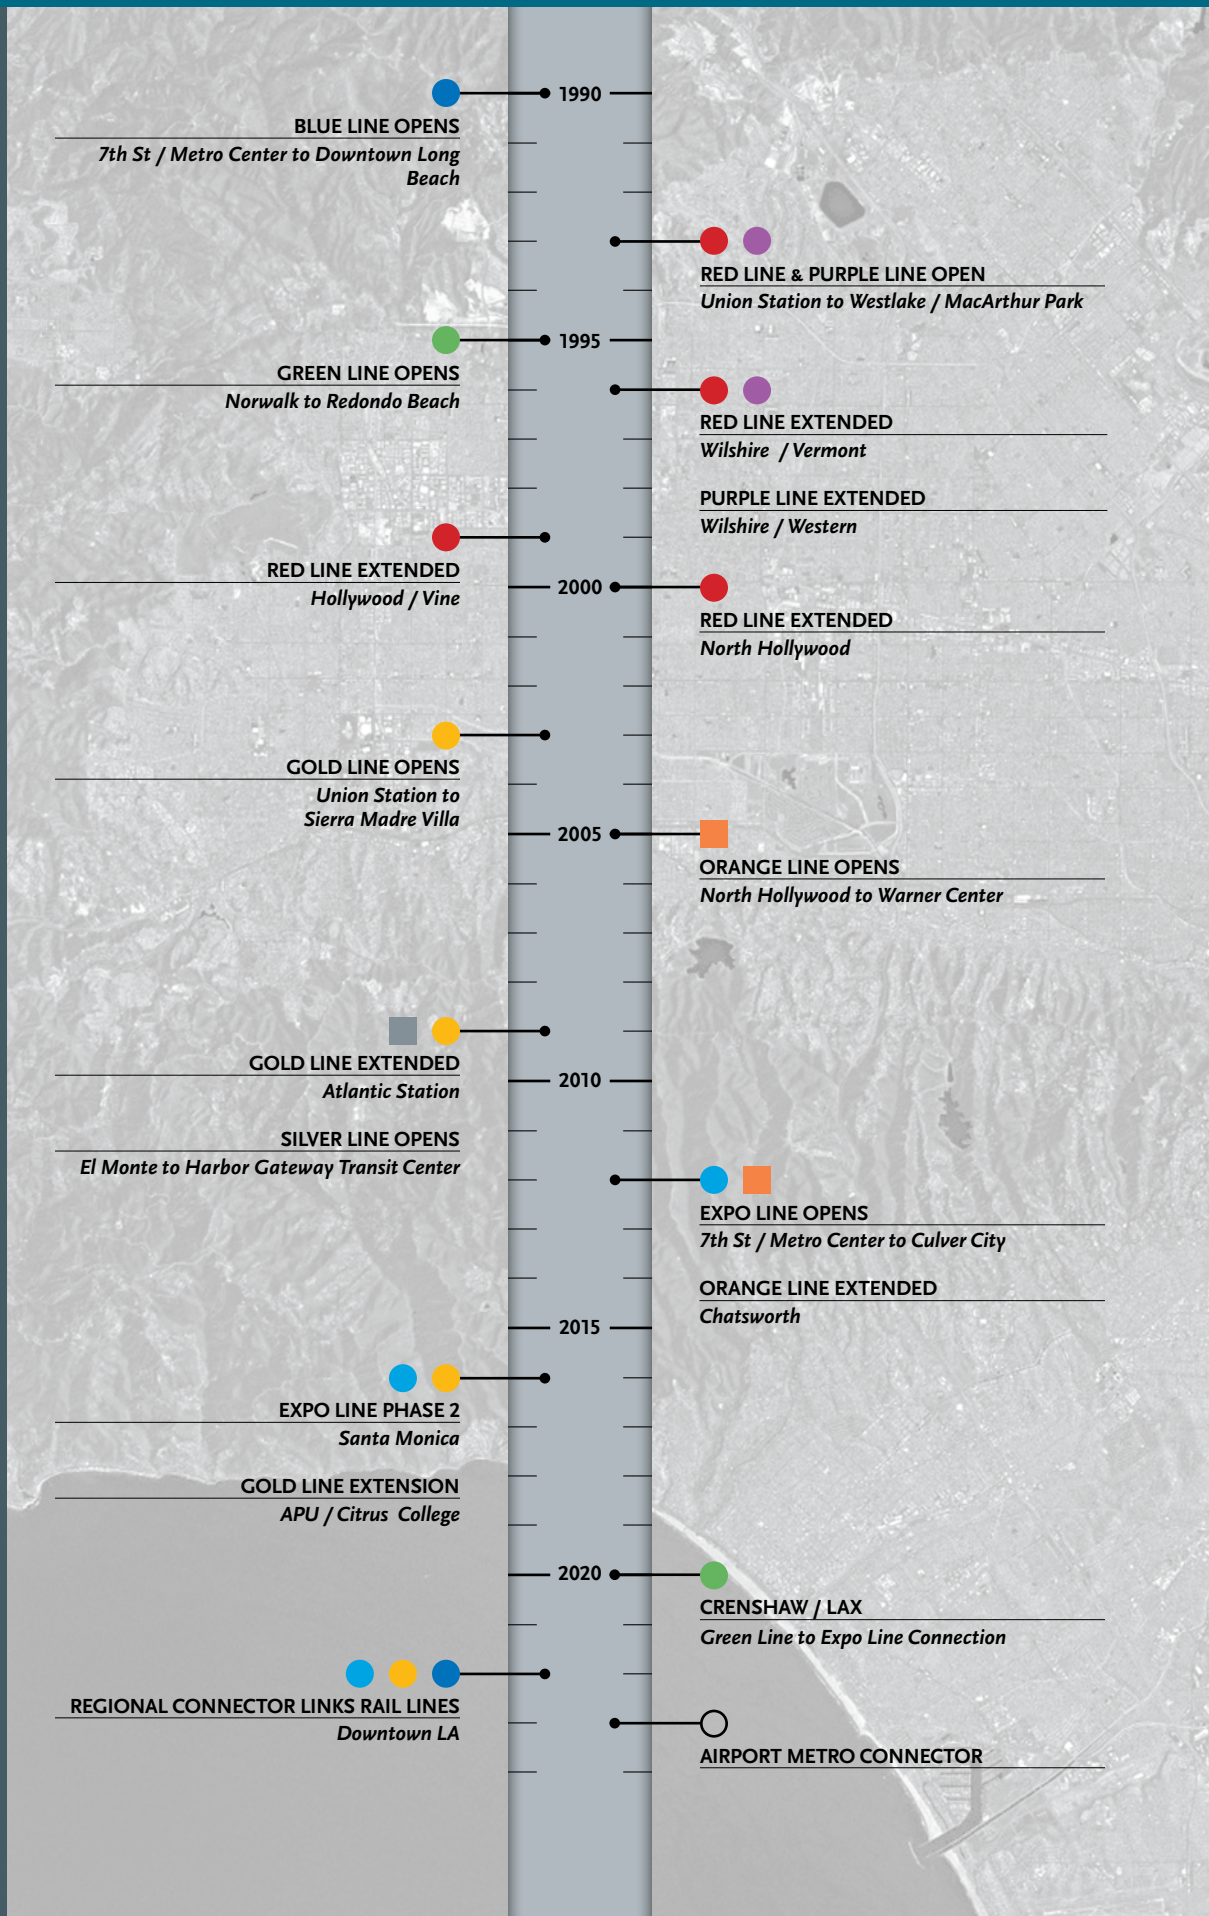 1990
BLUE LINE OPENS
7th St / Metro Center to Downtown Long
Beach
RED LINE & PURPLE LINE OPEN
Union Station to Westlake / MacArthur Park
1995
GREEN LINE OPENS
Norwalk to Redondo Beach
RED LINE EXTENDED
Wilshire / Vermont
PURPLE LINE EXTENDED
Wilshire / Western
RED LINE EXTENDED
Hollywood / Vine
2000
RED LINE EXTENDED
North Hollywood
GOLD LINE OPENS
Union Station to
Sierra Madre Villa
2005
ORANGE LINE OPENS
North Hollywood to Warner Center
GOLD LINE EXTENDED
Atlantic Station
SILVER LINE OPENS
El Monte to Harbor Gateway Transit Center
2010
EXPO LINE OPENS
7th St / Metro Center to Culver City
ORANGE LINE EXTENDED
Chatsworth
2015
EXPO LINE PHASE 2
Santa Monica
GOLD LINE EXTENSION
APU / Citrus College
2020
CRENSHAW / LAX
Green Line to Expo Line Connection
REGIONAL CONNECTOR LINKS RAIL LINES
Downtown LA
AIRPORT METRO CONNECTOR